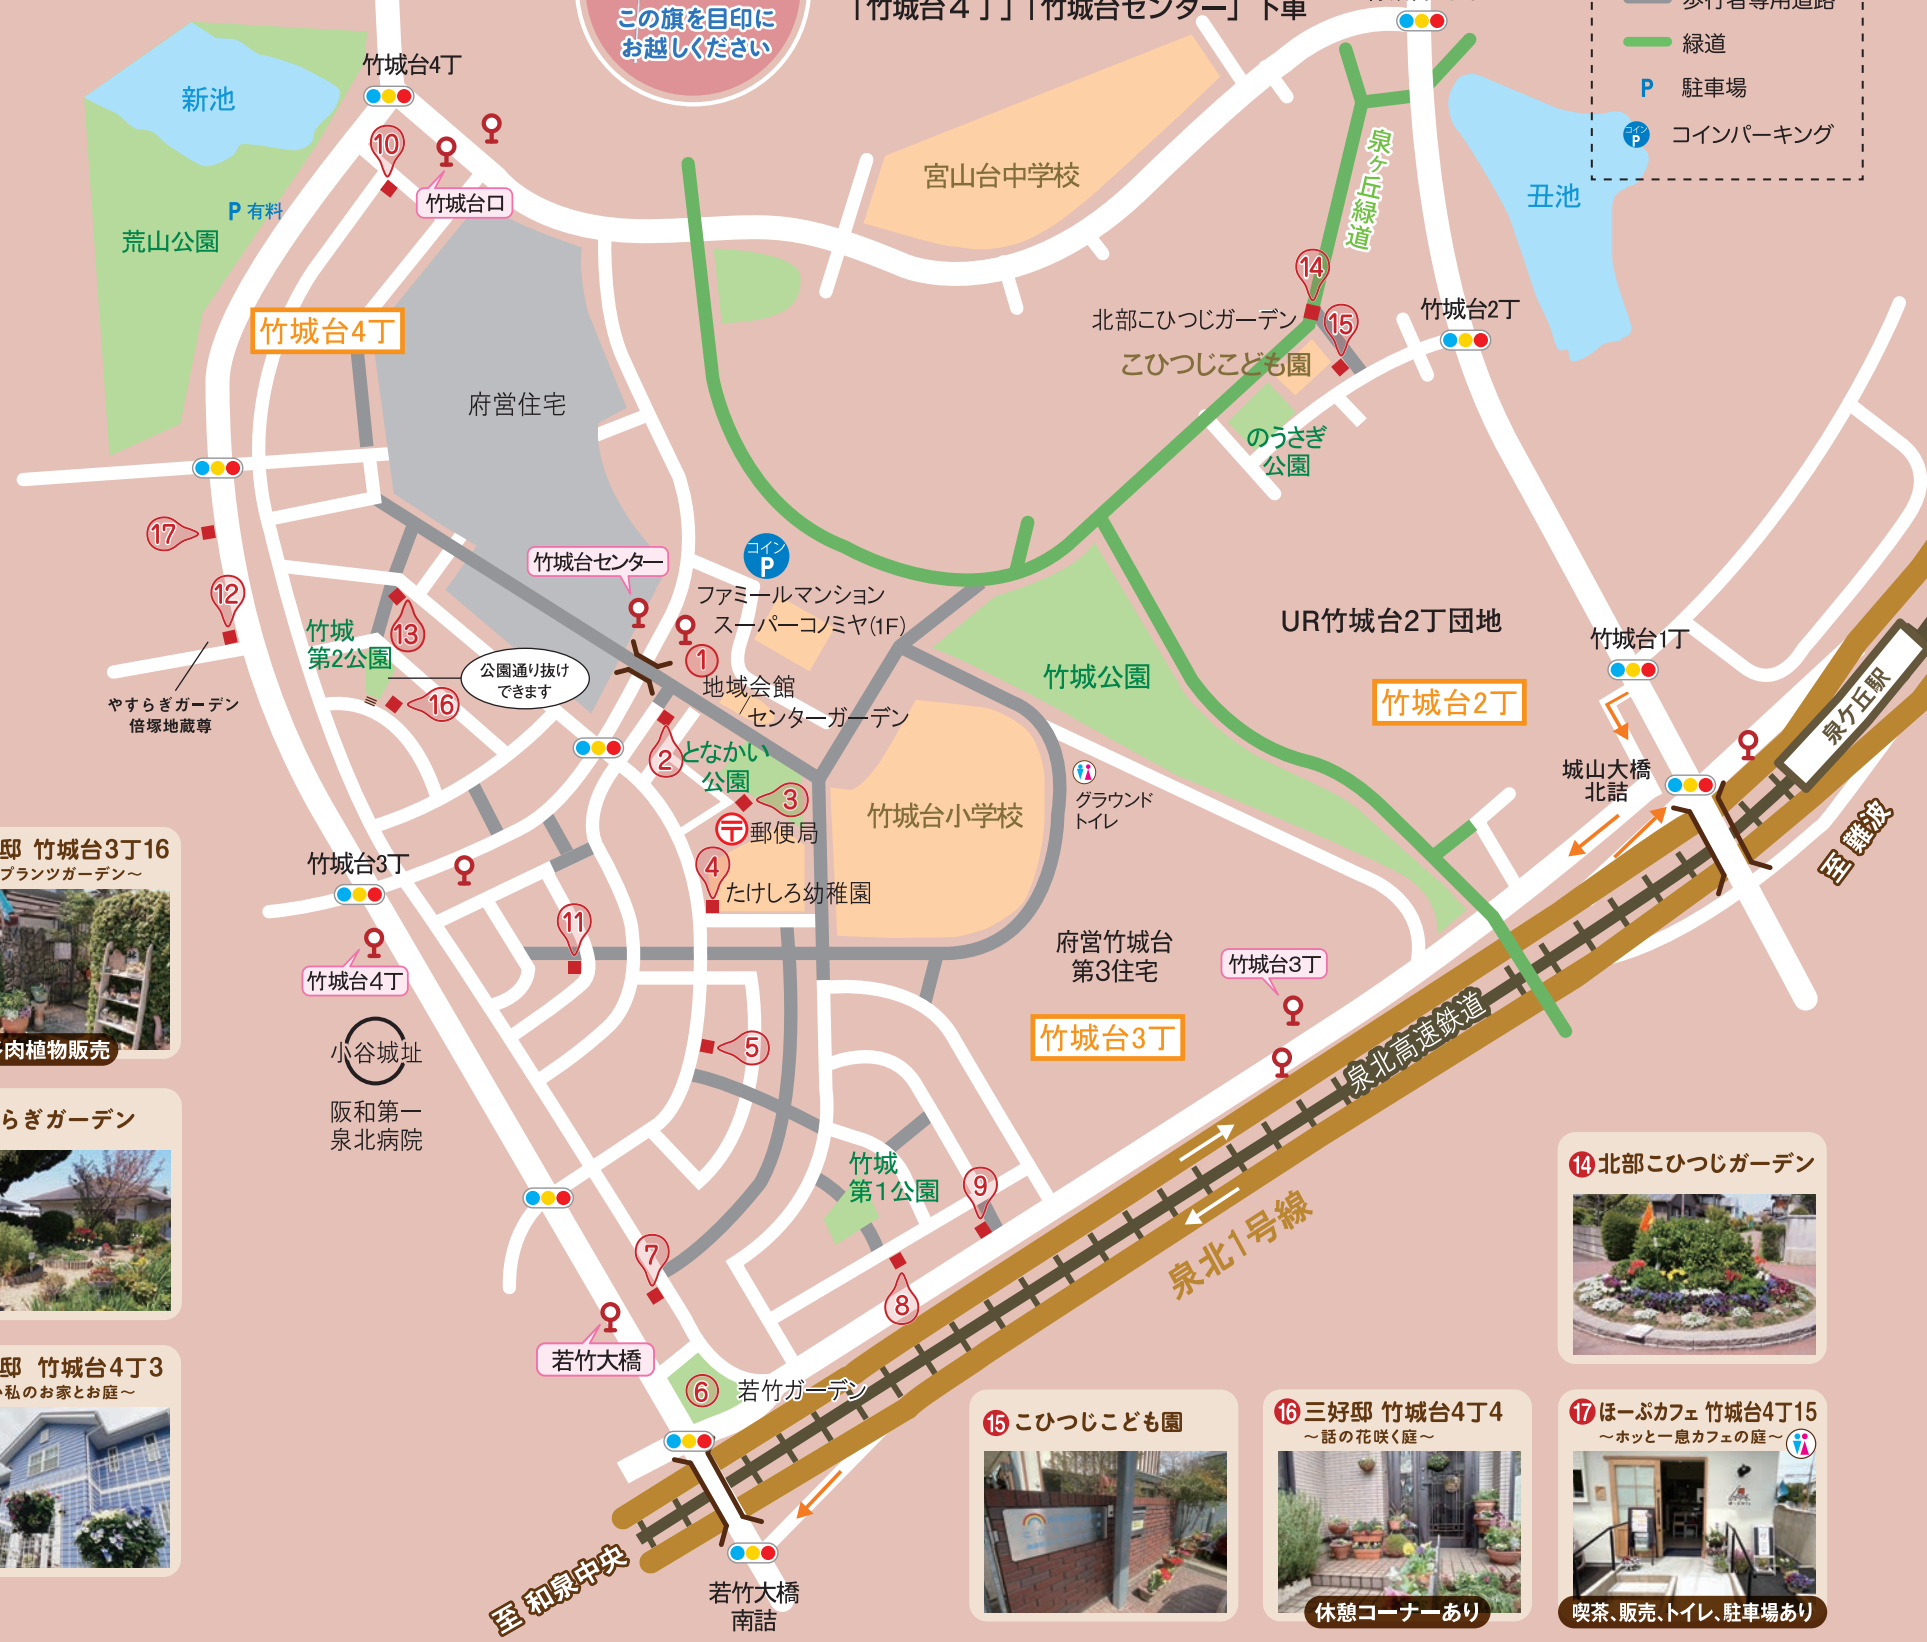 この旗を目印に
お越しください
「竹城台4丁」「竹城台センター」下車
歩行者専用道路
緑道
P 駐車場
コインP コインパーキング
竹城台4丁
新池
10
竹城台口
P 有料
荒山公園
宮山台中学校
泉ヶ丘緑道
丑池
14
北部こひつじガーデン
15
こひつじこども園
竹城台2丁
竹城台4丁
府営住宅
のうさぎ
公園
17
竹城台センター
コイン
P
ファミールマンション
スーパーコノミヤ(1F)
12
13
竹城
第2公園
公園通り抜け
できます
1
地域会館
センターガーデン
やすらぎガーデン
倍塚地蔵尊
16
2
となかい
公園
竹城公園
UR竹城台2丁団地
竹城台1丁
竹城台2丁
泉ケ丘駅
城山大橋
北詰
至 難波
3
郵便局
竹城台小学校
グラウンド
トイレ
4
たけしろ幼稚園
竹城台3丁
11
竹城台4丁
小谷城址
阪和第一
泉北病院
府営竹城台
第3住宅
竹城台3丁
竹城台3丁
5
泉北高速鉄道
竹城
第1公園
9
泉北1号線
7
8
若竹大橋
6
若竹ガーデン
至 和泉中央
若竹大橋
南詰
邸 竹城台3丁16
プランツガーデン〜
肉植物販売
らぎガーデン
邸 竹城台4丁3
私のお家とお庭〜
14 北部こひつじガーデン
15 こひつじこども園
16 三好邸 竹城台4丁4
〜話の花咲く庭〜
休憩コーナーあり
17 ほーぷカフェ 竹城台4丁15
〜ホッと一息カフェの庭〜
喫茶、販売、トイレ、駐車場あり